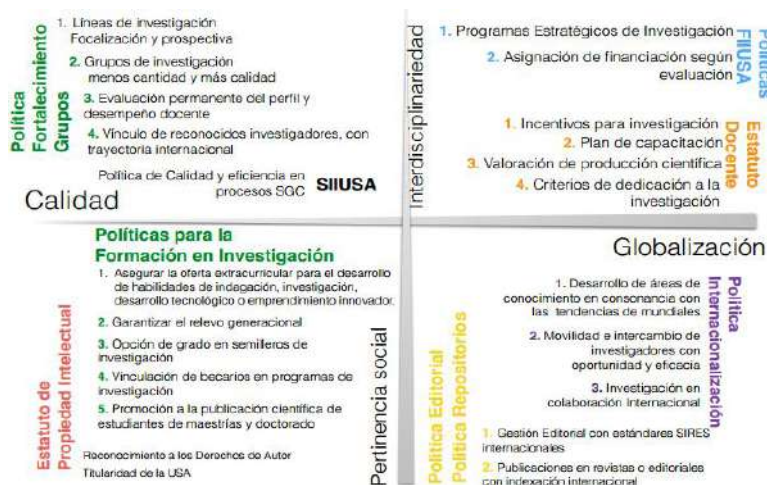 Política
Fortalecimiento
Grupos
1. Líneas de investigación
Focalización y prospectiva
2. Grupos de investigación
menos cantidad y más calidad
3. Evaluación permanente del perfil y
desempeño docente
4. Vínculo de reconocidos investigadores, con
trayectoria internacional
Política de Calidad y eficiencia en
procesos SGC SIIUSA
Calidad
Interdisciplinariedad
1. Programas Estratégicos de Investigación
2. Asignación de financiación según
evaluación
Políticas
FIIUSA
1. Incentivos para investigación
2. Plan de capacitación
3. Valoración de producción científica
4. Criterios de dedicación a la
investigación
Estatuto
Docente
Políticas para la
Formación en Investigación
1. Asegurar la oferta extracurricular para el desarrollo
de habilidades de indagación, investigación,
desarrollo tecnológico o emprendimiento innovador.
2. Garantizar el relevo generacional
3. Opción de grado en semilleros de
investigación
4. Vinculación de becarios en programas de
investigación
5. Promoción a la publicación científica de
estudiantes de maestrías y doctorado
Estatuto de
Propiedad Intelectual
Reconocimiento a los Derechos de Autor
Titularidad de la USA
Pertinencia social
Globalización
1. Desarrollo de áreas de
conocimiento en consonancia con
las tendencias de mundiales
2. Movilidad e intercambio de
investigadores con
oportunidad y eficacia
3. Investigación en
colaboración Internacional
Política
Internacionalización
Política Editorial
Política Repositorios
1. Gestión Editorial con estándares SIRES
internacionales
2. Publicaciones en revistas o editoriales
con indexación internacional